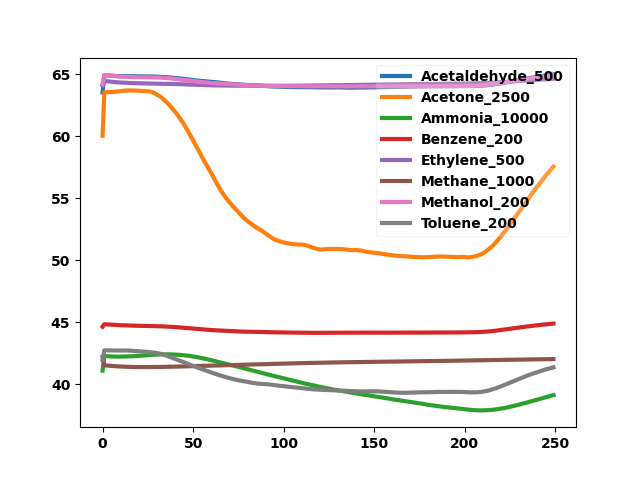 65
60
55
50
45
40
0
50
100
150
200
250
Acetaldehyde_500
Acetone_2500
Ammonia_10000
Benzene_200
Ethylene_500
Methane_1000
Methanol_200
Toluene_200